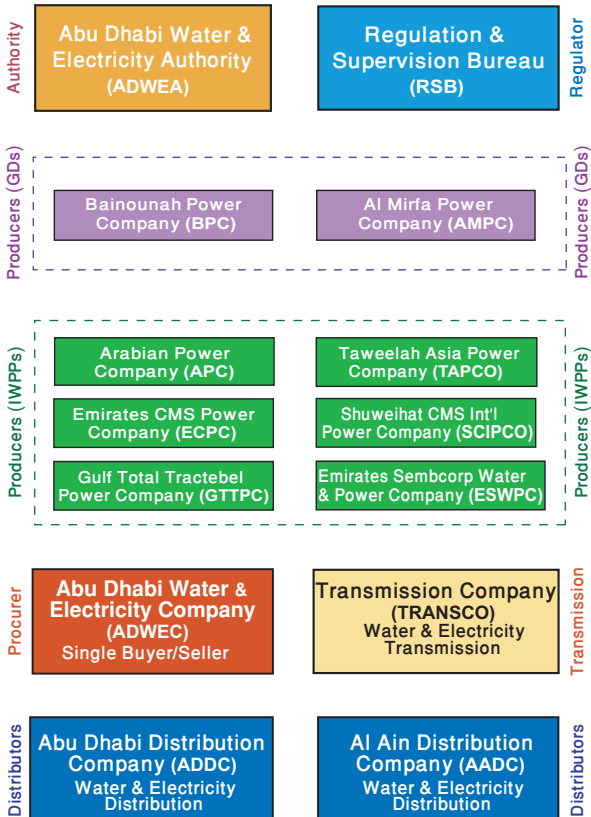 Authority
Abu Dhabi Water &
Electricity Authority
(ADWEA)
Regulation &
Supervision Bureau
(RSB)
Regulator
Producers (GDs)
Bainounah Power
Company (BPC)
Al Mirfa Power
Company (AMPC)
Producers (GDs)
Producers (IWPPs)
Arabian Power
Company (APC)
Taweelah Asia Power
Company (TAPCO)
Emirates CMS Power
Company (ECPC)
Shuweihat CMS Int'l
Power Company (SCIPCO)
Gulf Total Tractebel
Power Company (GTTPC)
Emirates Sembcorp Water
& Power Company (ESWPC)
Producers (IWPPs)
Procurer
Abu Dhabi Water &
Electricity Company
(ADWEC)
Single Buyer/Seller
Transmission Company
(TRANSCO)
Water & Electricity
Transmission
Transmission
Distributors
Abu Dhabi Distribution
Company (ADDC)
Water & Electricity
Distribution
Al Ain Distribution
Company (AADC)
Water & Electricity
Distribution
Distributors